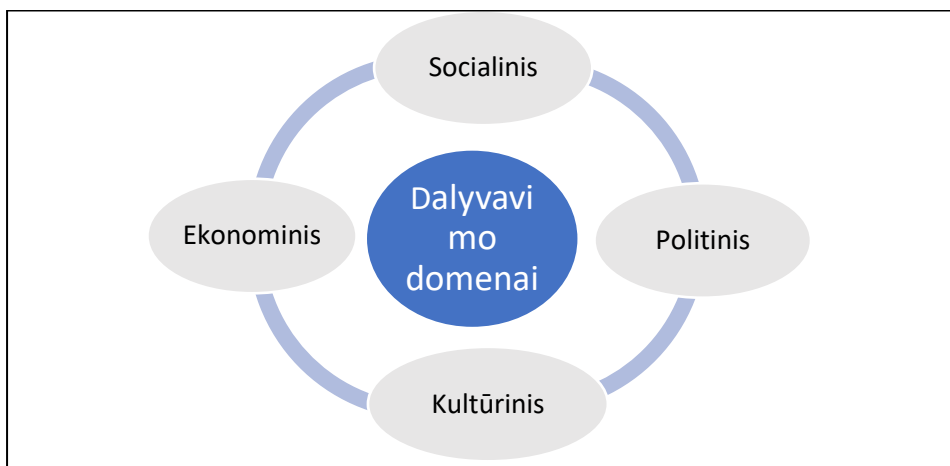 Socialinis
Ekonominis
Dalyvavi
mo
domenai
Politinis
Kultūrinis